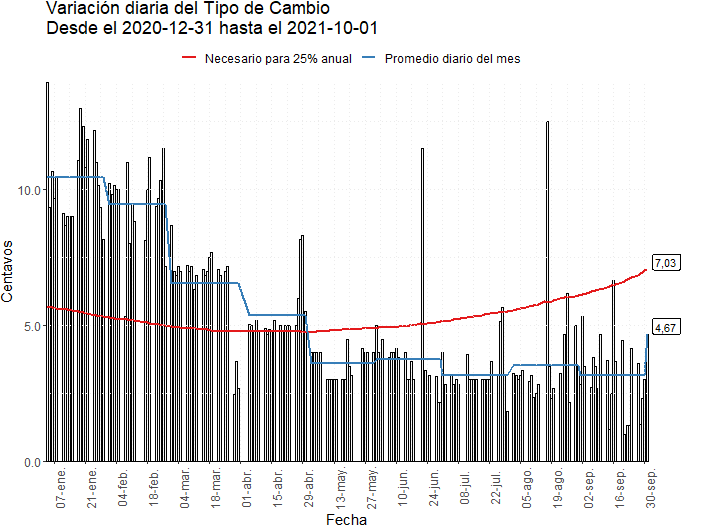 Variación diaria del Tipo de Cambio
Desde el 2020-12-31 hasta el 2021-10-01
Necesario para 25% anual
Promedio diario del mes
Centavos
10.0
5.0
0.0
7,03
4,67
07-ene.
21-ene.
04-feb.
18-feb.
04-mar.
18-mar.
01-abr.
15-abr.
29-abr.
13-may.
27-may.
10-jun.
24-jun.
08-jul.
22-jul.
05-ago.
19-ago.
02-sep.
16-sep.
30-sep.
Fecha